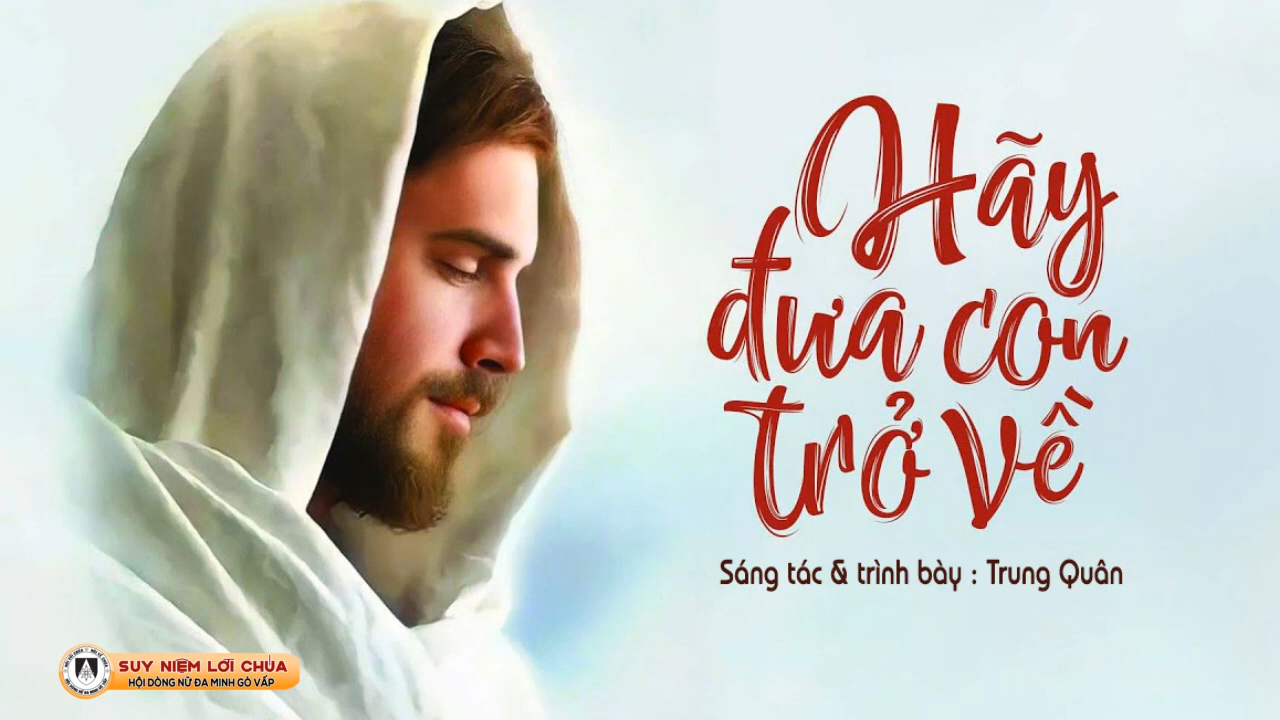 Hãy
đưa con
trở về
Sáng tác & trình bày : Trung Quân
SUY NIỆM LỜI CHÚA
HỘI DÒNG NỮ ĐA MINH GÒ VẤP